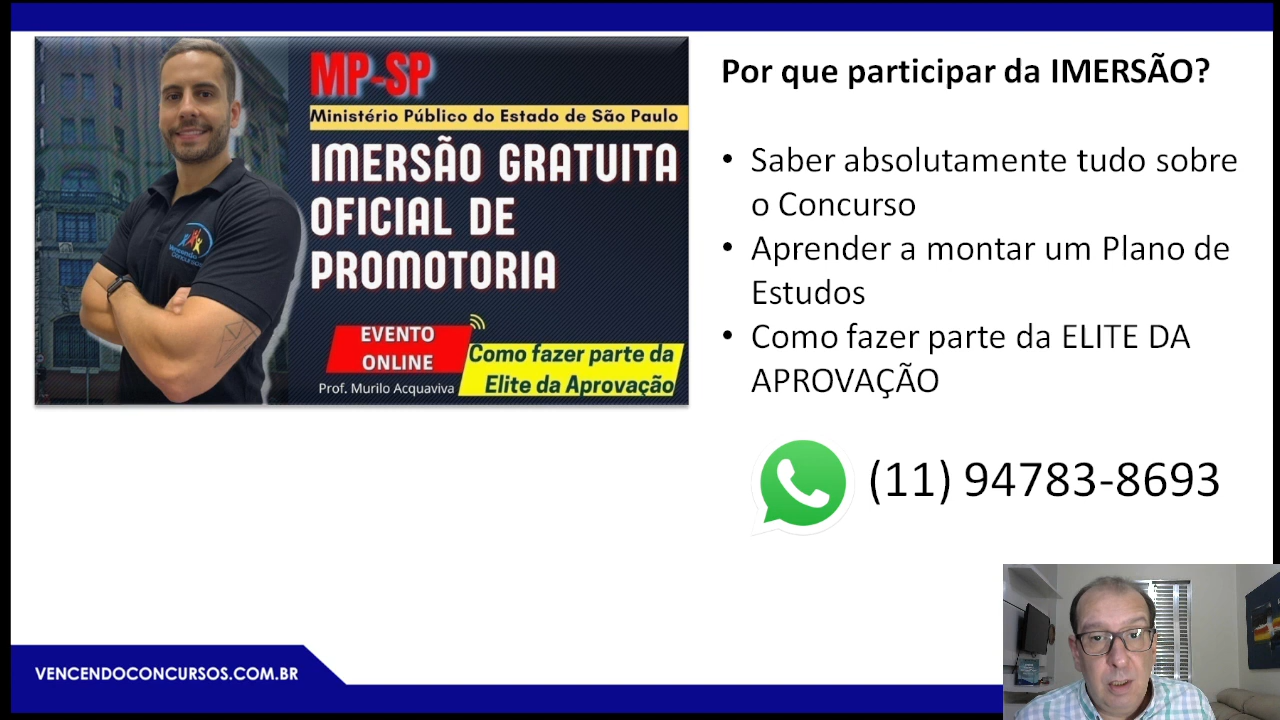 MP-SP
Ministério Público do Estado de São Paulo
IMERSÃO GRATUITA
OFICIAL DE
PROMOTORIA
EVENTO
ONLINE
Como fazer parte da
Elite da Aprovação
Prof. Murilo Acquaviva
Vencendo
Concursos
Por que participar da IMERSÃO?
• Saber absolutamente tudo sobre
o Concurso
• Aprender a montar um Plano de
Estudos
• Como fazer parte da ELITE DA
APROVAÇÃO
(11) 94783-8693
VENCENDOCONCURSOS.COM.BR